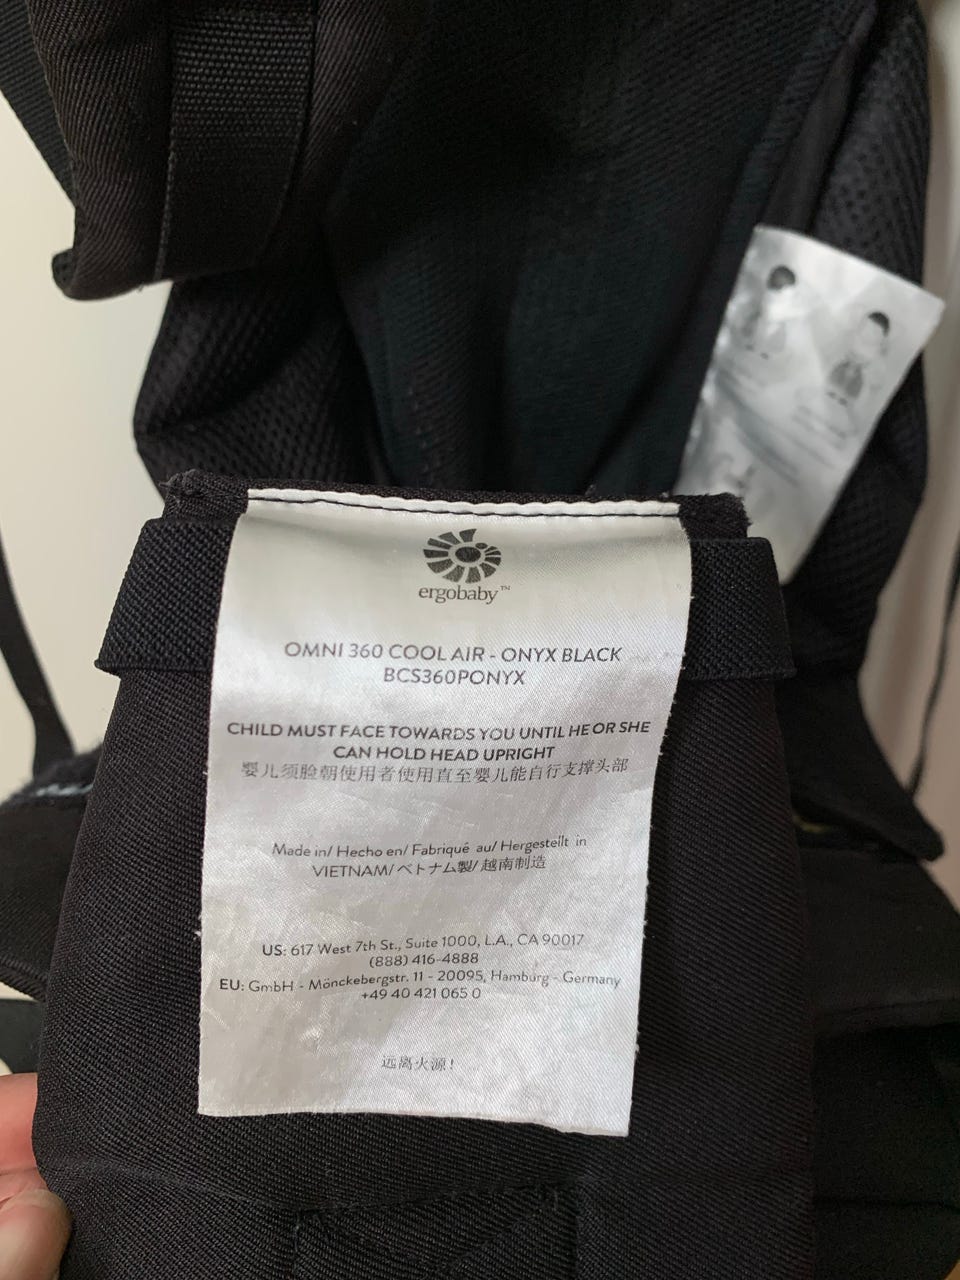 ergobaby™
OMNI 360 COOL AIR - ONYX BLACK
BCS360PONYX
CHILD MUST FACE TOWARDS YOU UNTIL HE OR SHE
CAN HOLD HEAD UPRIGHT
婴儿须脸朝使用者使用直至婴儿能自行支撑头部
Made in/ Hecho en/ Fabriqué au/ Hergestellt in
VIETNAM/ベトナム製/越南制造
US: 617 West 7th St., Suite 1000, L.A., CA 90017
(888) 416-4888
EU: GmbH - Mönckebergstr. 11 - 20095, Hamburg - Germany
+49 40 421 065 0
远离火源!